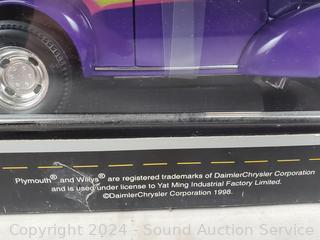 Plymouth® and Willys® are registered trademarks of DaimlerChrysler Corporation
and is used under license to Yat Ming Industrial Factory Limited.
©DaimlerChrysler Corporation 1998.
Copyright 2024 - Sound Auction Service